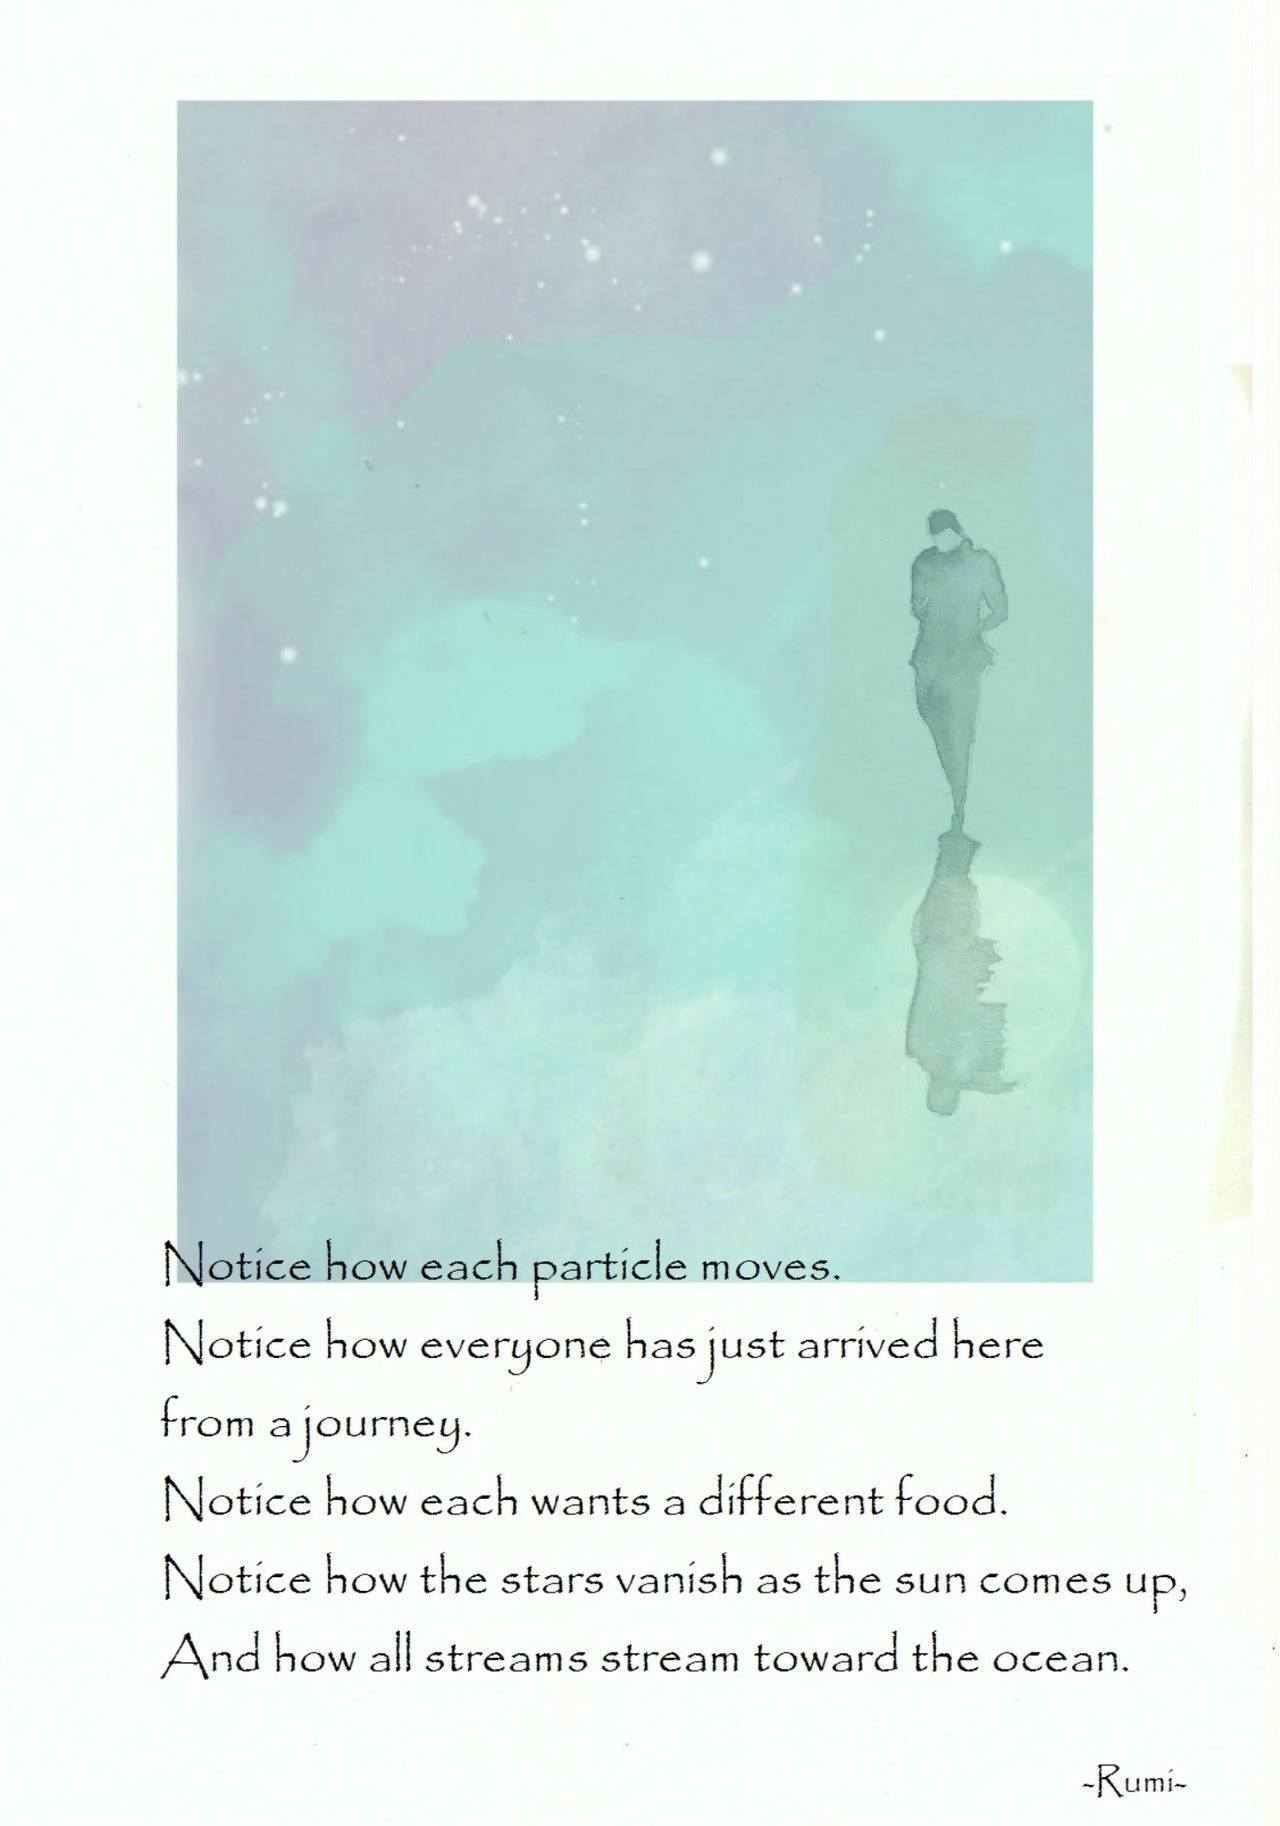 Notice how each particle moves.
Notice how everyone has just arrived here
from a journey.
Notice how each wants a different food.
Notice how the stars vanish as the sun comes up,
And how all streams stream toward the ocean.
~Rumi~